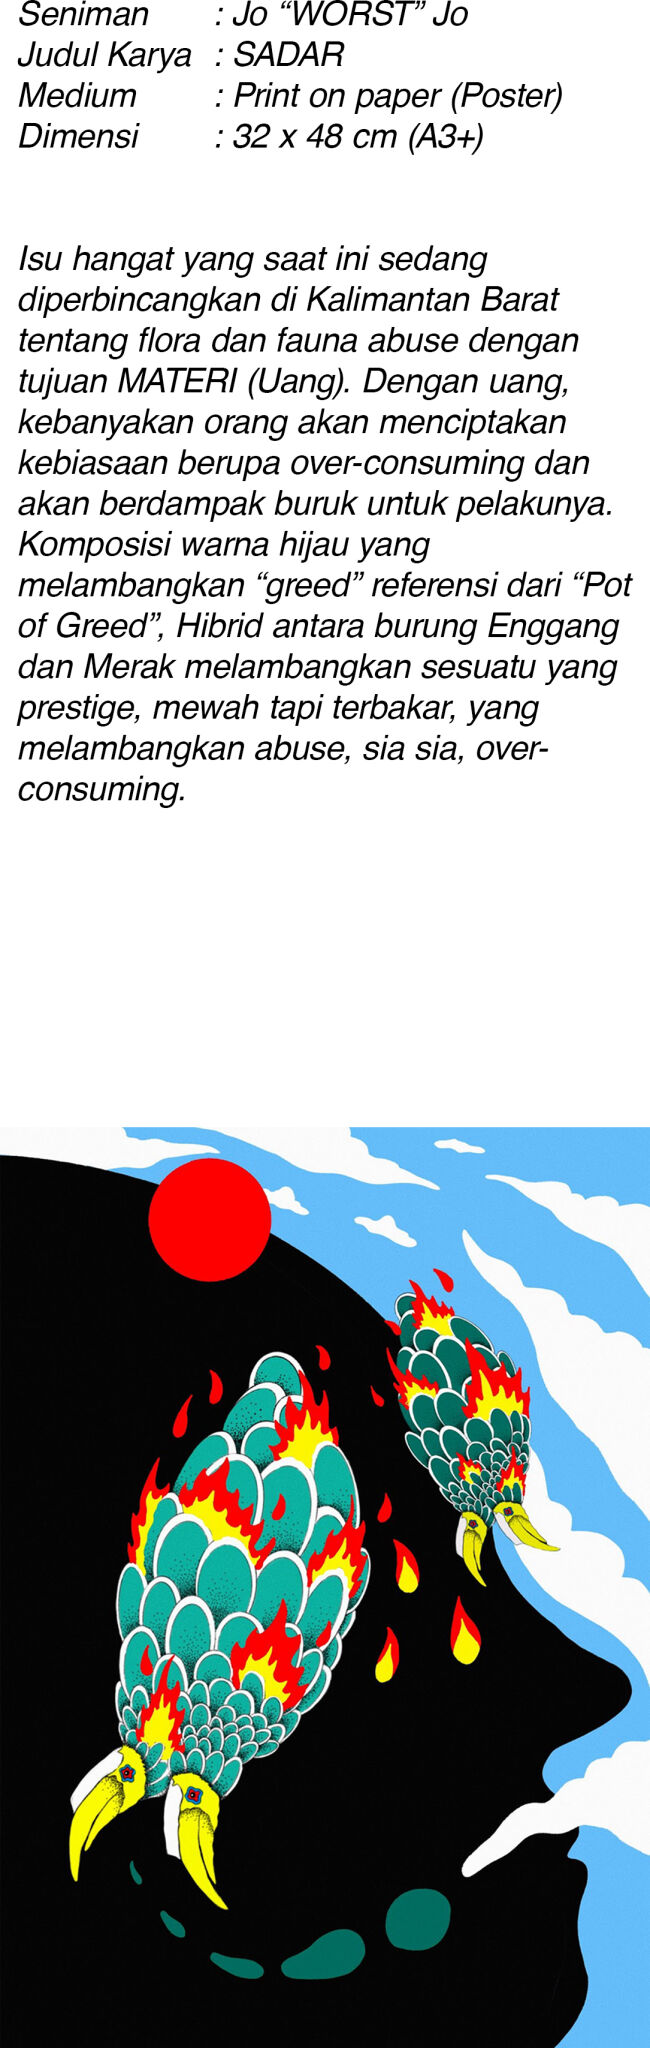 Seniman : Jo “WORST” Jo
Judul Karya : SADAR
Medium : Print on paper (Poster)
Dimensi : 32 x 48 cm (A3+)
Isu hangat yang saat ini sedang
diperbincangkan di Kalimantan Barat
tentang flora dan fauna abuse dengan
tujuan MATERI (Uang). Dengan uang,
kebanyakan orang akan menciptakan
kebiasaan berupa over-consuming dan
akan berdampak buruk untuk pelakunya.
Komposisi warna hijau yang
melambangkan “greed” referensi dari “Pot
of Greed”, Hibrid antara burung Enggang
dan Merak melambangkan sesuatu yang
prestige, mewah tapi terbakar, yang
melambangkan abuse, sia sia, over-
consuming.